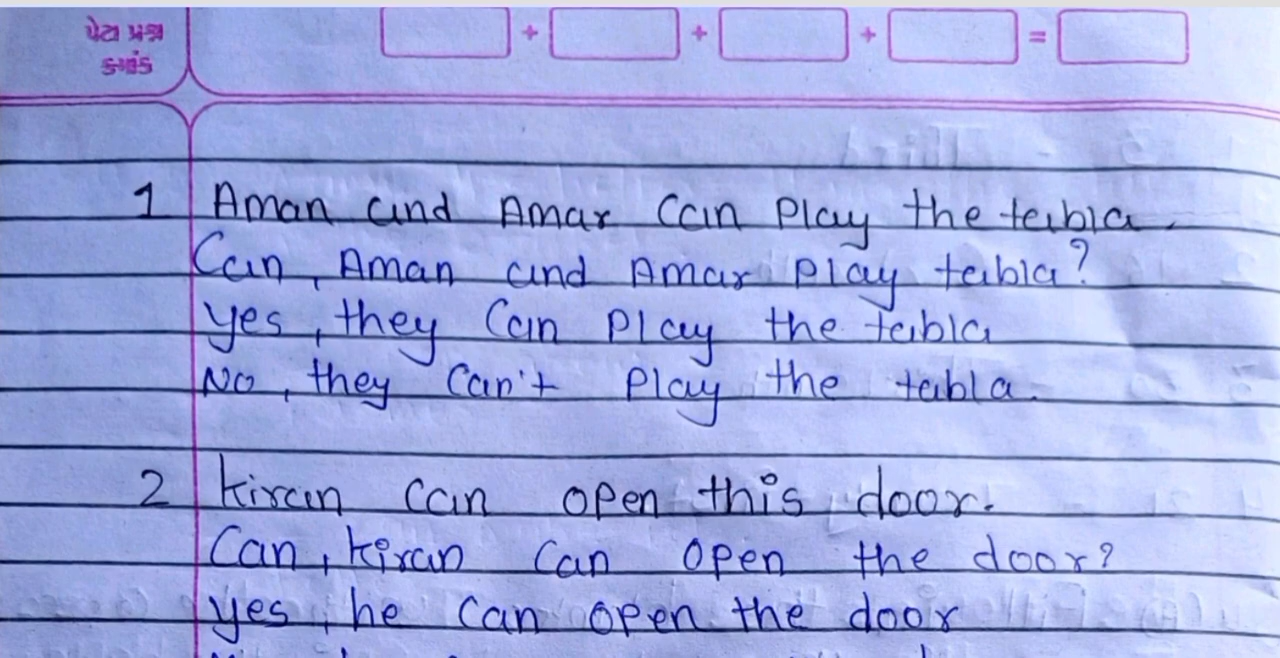 પેટા પ્રશ્ન
ક્રમાંક
+ + + =
1 Aman and Amar Can Play the tabla.
Can, Aman and Amar Play tabla?
yes, they Can Play the tabla
No, they Can't Play the tabla.
2 kiran can open this door.
Can, kiran Can Open the door?
yes, he Can open the door